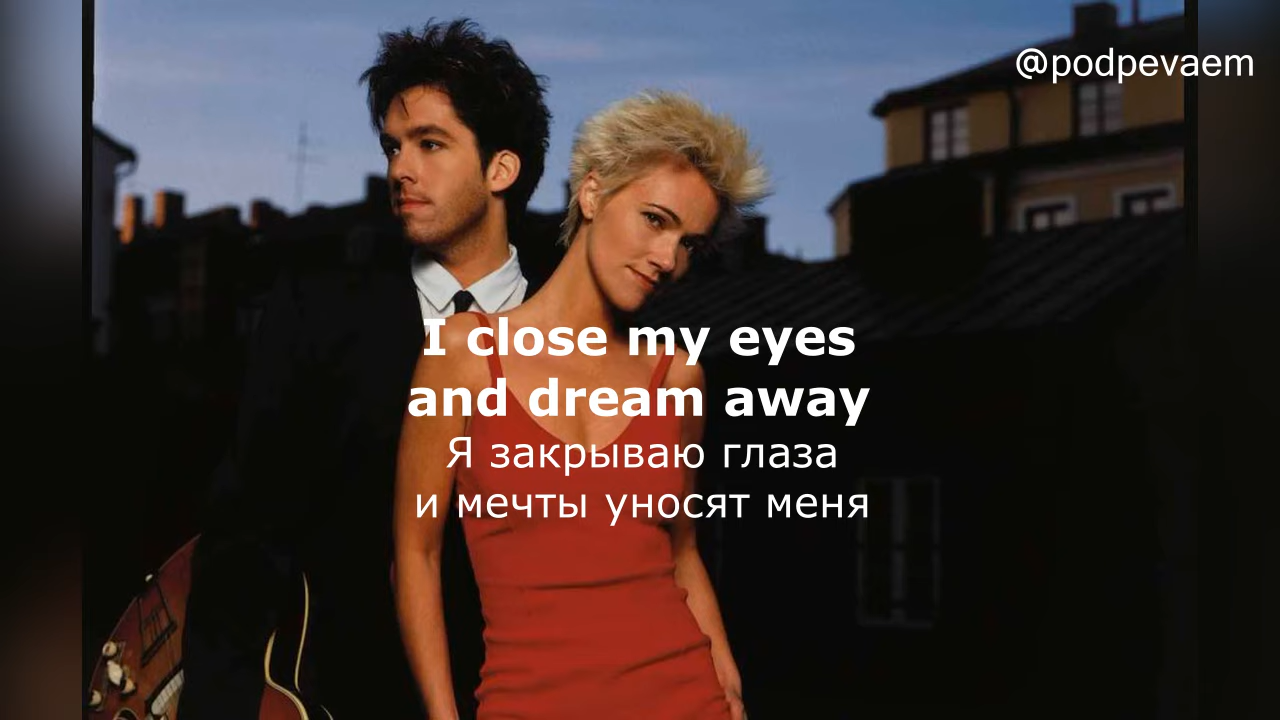 @podpevaem
I close my eyes
and dream away
Я закрываю глаза
и мечты уносят меня